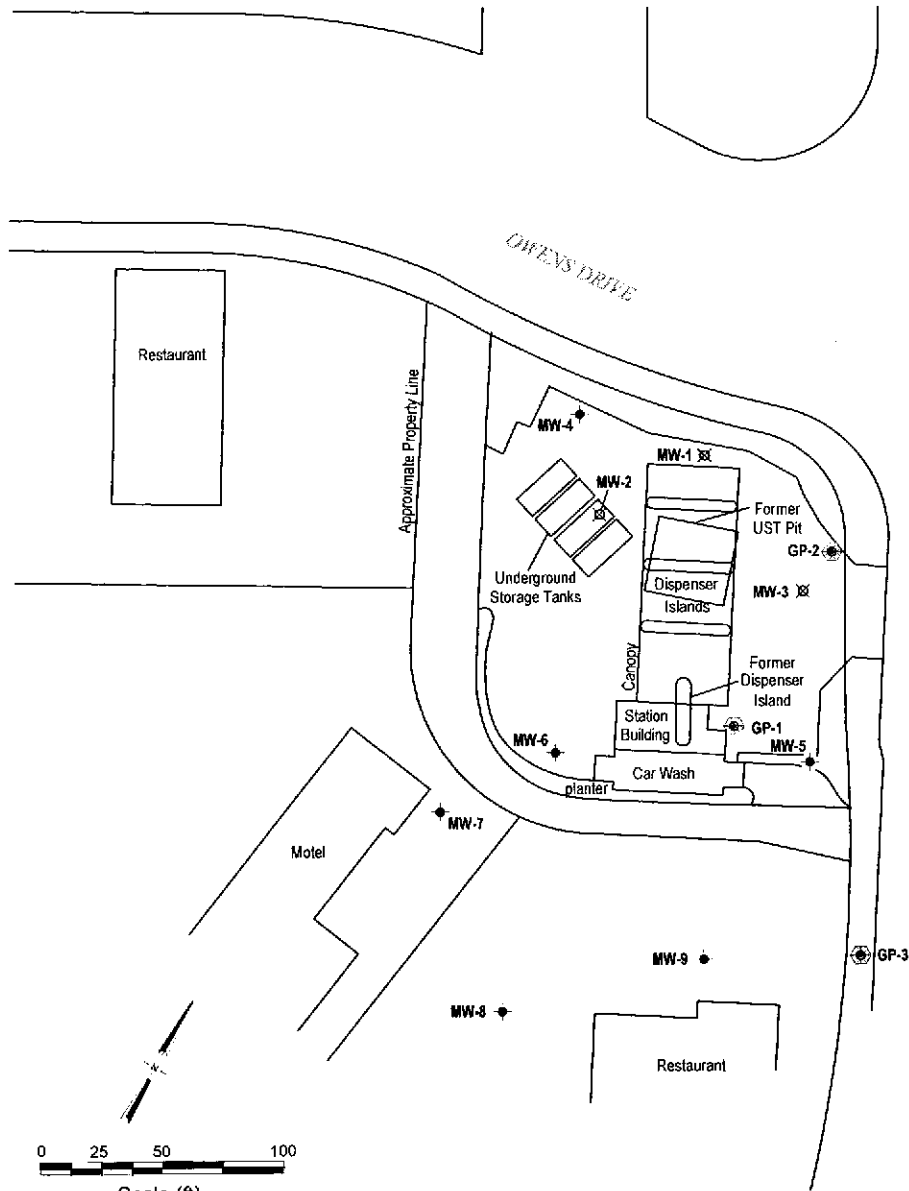 OWENS DRIVE
Restaurant
Approximate Property Line
MW-4
MW-1
MW-2
Former
UST Pit
GP-2
Underground
Storage Tanks
Dispenser
Islands
MW-3
Canopy
Former
Dispenser
Island
Station
Building
GP-1
MW-6
MW-5
Car Wash
planter
MW-7
Motel
MW-9
GP-3
MW-8
Restaurant
N
0 25 50 100
Scale (ft)